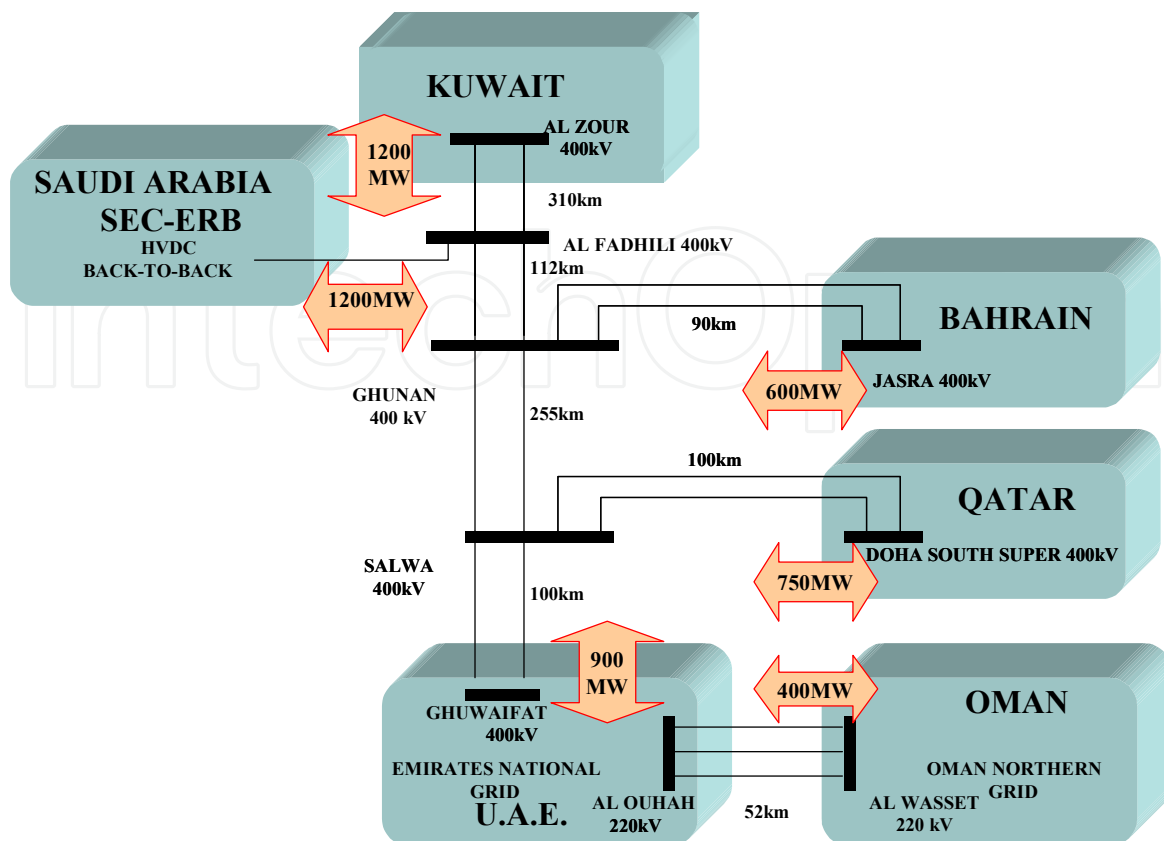 KUWAIT
AL ZOUR
400kV
1200
MW
SAUDI ARABIA
SEC-ERB
HVDC
BACK-TO-BACK
310km
AL FADHILI 400kV
112km
1200MW
90km
BAHRAIN
JASRA 400kV
600MW
GHUNAN
400 kV
255km
100km
QATAR
DOHA SOUTH SUPER 400kV
750MW
SALWA
400kV
100km
900
MW
400MW
OMAN
GHUWAIFAT
400kV
EMIRATES NATIONAL
GRID
U.A.E.
AL OUHAH
220kV
52km
OMAN NORTHERN
GRID
AL WASSET
220 kV